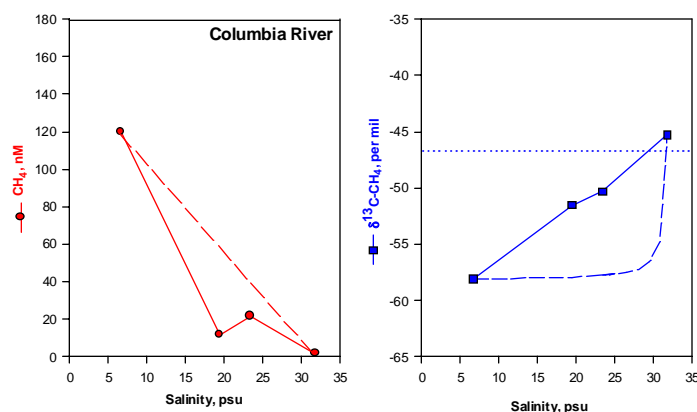 Columbia River
CH4, nM
180
160
140
120
100
80
60
40
20
0
0 5 10 15 20 25 30 35
Salinity, psu
δ13C-CH4, per mil
-35
-40
-45
-50
-55
-60
-65
0 5 10 15 20 25 30 35
Salinity, psu